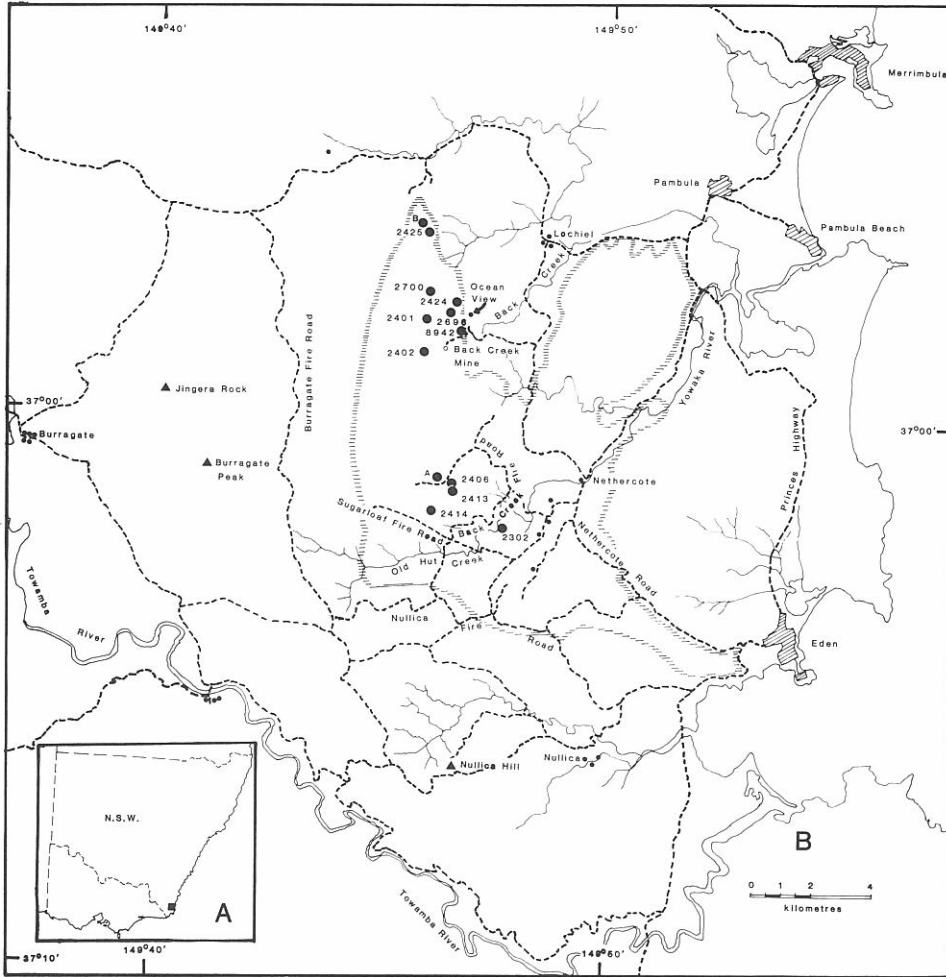 149°40'
149°50'
Merrimbula
Pambula
Pambula Beach
Lochiel
B
2425
Back Creek
Ocean
View
2700
2424
2401
2696
8942
2402
Back Creek
Mine
Burragate Fire Road
Yowaka River
Jingera Rock
37°00'
37°00'
Burragate
Burragate
Peak
Princes Highway
A
2406
2413
2414
2302
Back Creek Fire Road
Nethercote
Sugarloaf Fire Road
Old Hut Creek
Nethercote Road
Towamba
River
Nullica Fire Road
Eden
Nullica Hill
Nullica
N.S.W.
A
B
0 1 2 4
kilometres
Towamba River
37°10'
149°40'
149°50'